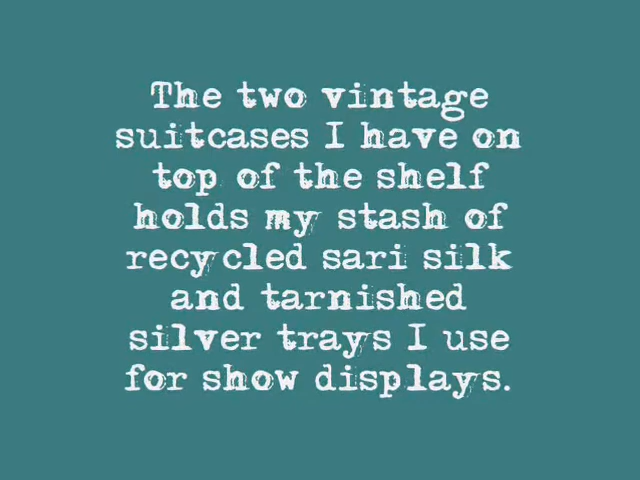 The two vintage
suitcases I have on
top of the shelf
holds my stash of
recycled sari silk
and tarnished
silver trays I use
for show displays.